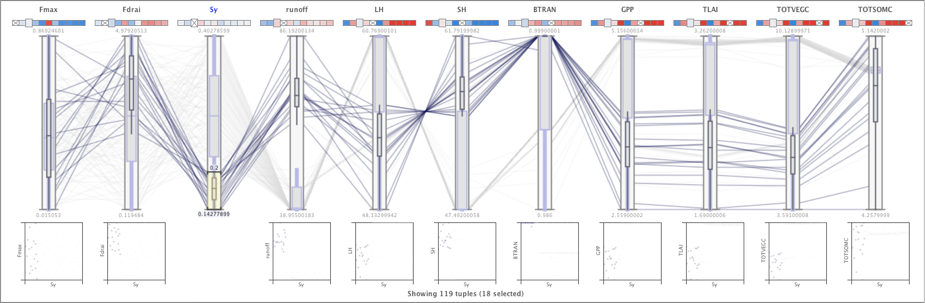 Fmax Fdrai Sy runoff LH SH BTRAN GPP TLAI TOTVEGC TOTSOMC
0.86924601 4.97920513 0.40278599 86.19200134 60.76900101 61.79199982 0.99900001 5.15600014 3.26200008 10.12899971 5.1420002
0.2
0.015053 0.119484 0.14277899 38.95500183 48.13299942 47.49200058 0.986 2.55900002 1.69000006 3.59100008 4.2579999
Fmax Fdrai runoff LH SH BTRAN GPP TLAI TOTVEGC TOTSOMC
Sy Sy Sy Sy Sy Sy Sy Sy Sy Sy
Showing 119 tuples (18 selected)